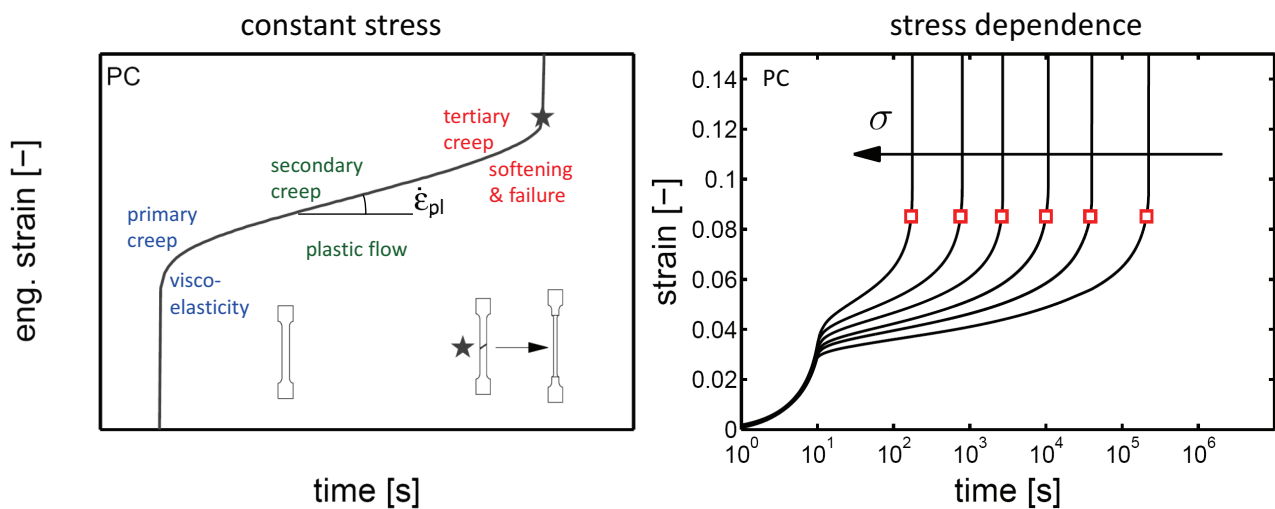 constant stress
PC
eng. strain [−]
primary
creep
visco-
elasticity
secondary
creep
ε̇pl
plastic flow
tertiary
creep
softening
& failure
time [s]
stress dependence
PC
σ
strain [−]
0.14
0.12
0.1
0.08
0.06
0.04
0.02
0
10⁰ 10¹ 10² 10³ 10⁴ 10⁵ 10⁶
time [s]